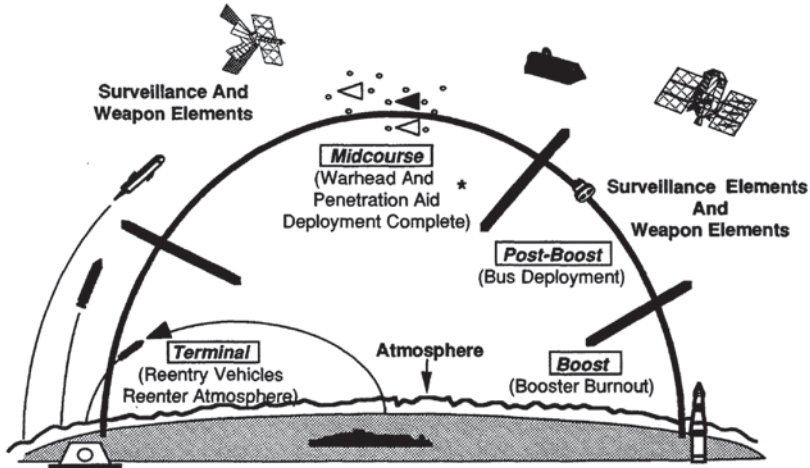 Surveillance And
Weapon Elements
Midcourse
(Warhead And
Penetration Aid
Deployment Complete)
*
Surveillance Elements
And
Weapon Elements
Post-Boost
(Bus Deployment)
Terminal
(Reentry Vehicles
Reenter Atmosphere)
Atmosphere
Boost
(Booster Burnout)